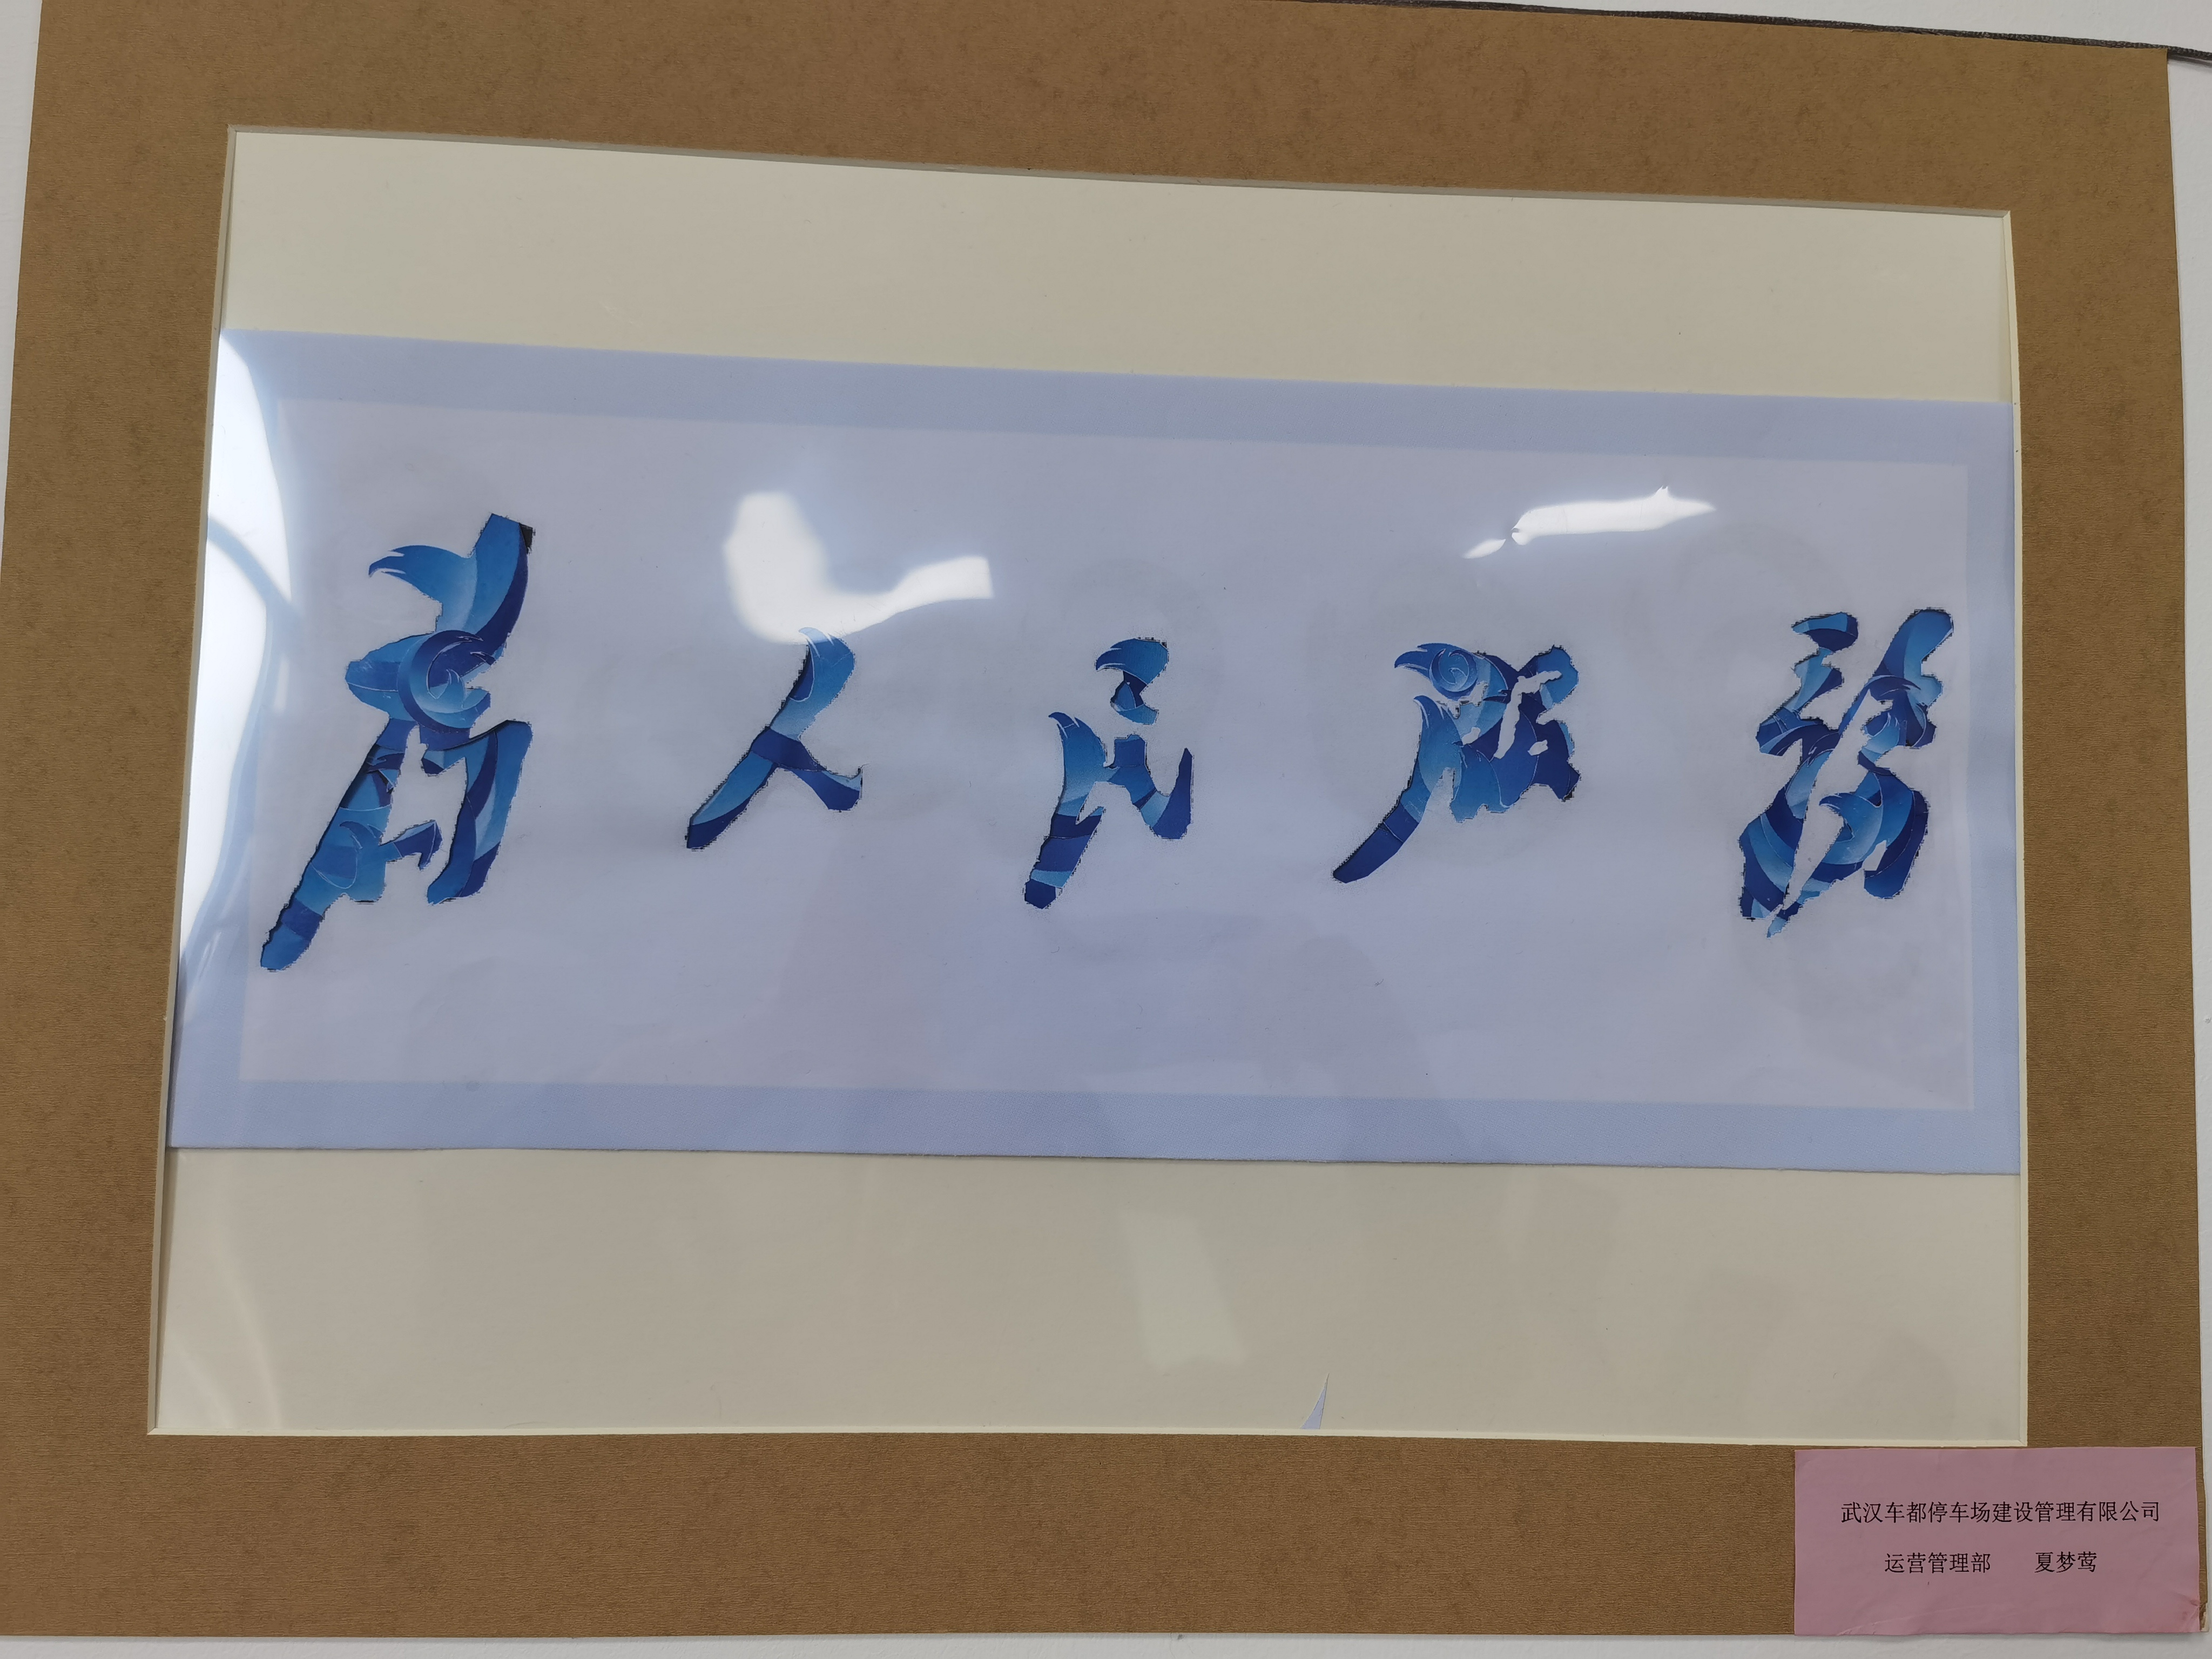 为人民服務
武汉车都停车场建设管理有限公司
运营管理部 夏梦莺